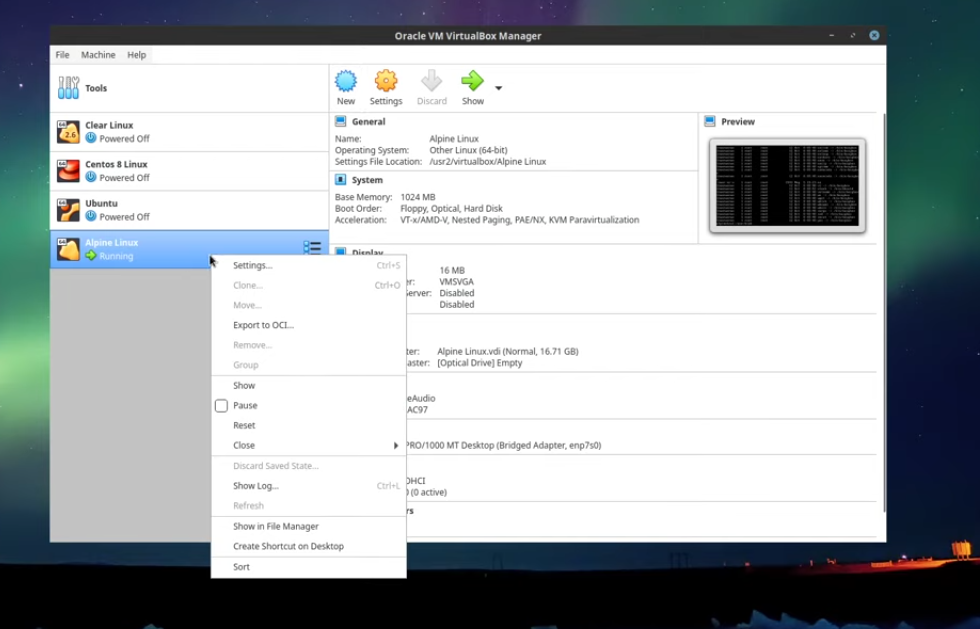 Oracle VM VirtualBox Manager
File Machine Help
Tools
New Settings Discard Show
Clear Linux
Powered Off
Centos 8 Linux
Powered Off
Ubuntu
Powered Off
Alpine Linux
Running
General
Name: Alpine Linux
Operating System: Other Linux (64-bit)
Settings File Location: /usr2/virtualbox/Alpine Linux
System
Base Memory: 1024 MB
Boot Order: Floppy, Optical, Hard Disk
Acceleration: VT-x/AMD-V, Nested Paging, PAE/NX, KVM Paravirtualization
Preview
Display
16 MB
er: VMSVGA
Server: Disabled
Disabled
ter: Alpine Linux.vdi (Normal, 16.71 GB)
aster: [Optical Drive] Empty
eAudio
AC97
PRO/1000 MT Desktop (Bridged Adapter, enp7s0)
OHCI
0 (0 active)
rs
Settings... Ctrl+S
Clone... Ctrl+O
Move...
Export to OCI...
Remove...
Group
Show
Pause
Reset
Close
Discard Saved State...
Show Log... Ctrl+L
Refresh
Show in File Manager
Create Shortcut on Desktop
Sort